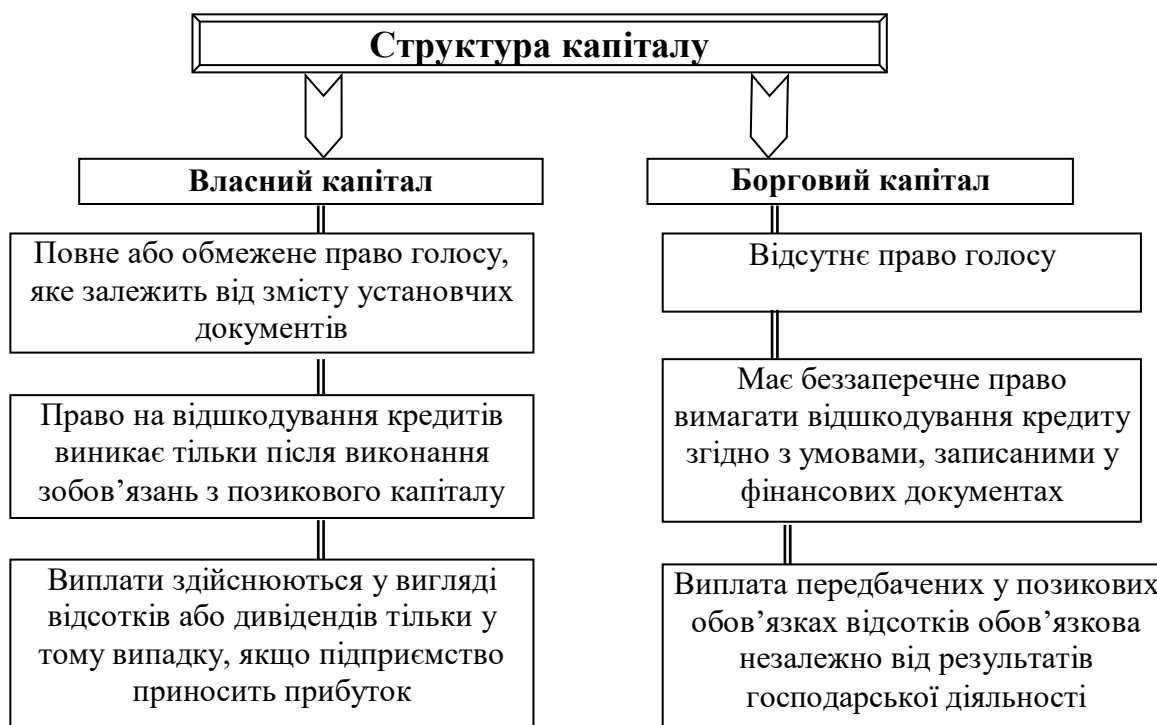 Структура капіталу
Власний капітал
Повне або обмежене право голосу,
яке залежить від змісту установчих
документів
Право на відшкодування кредитів
виникає тільки після виконання
зобов’язань з позикового капіталу
Виплати здійснюються у вигляді
відсотків або дивідендів тільки у
тому випадку, якщо підприємство
приносить прибуток
Борговий капітал
Відсутнє право голосу
Має беззаперечне право
вимагати відшкодування кредиту
згідно з умовами, записаними у
фінансових документах
Виплата передбачених у позикових
обов’язках відсотків обов’язкова
незалежно від результатів
господарської діяльності